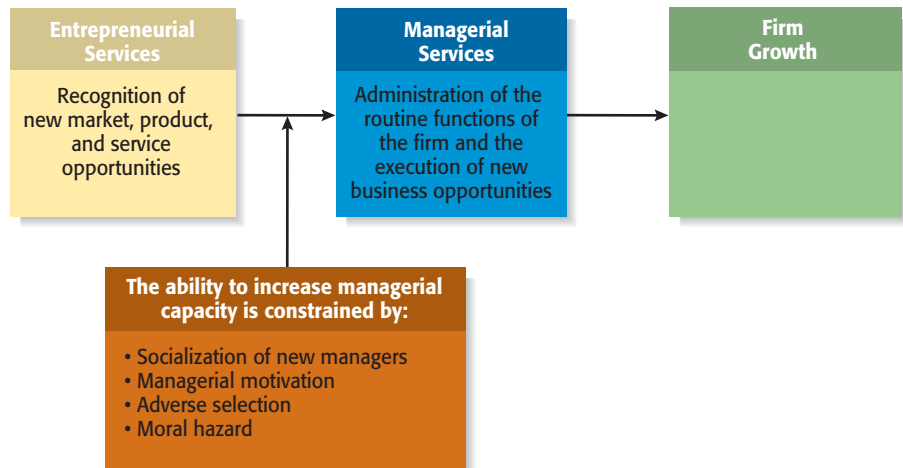 Entrepreneurial
Services
Recognition of
new market, product,
and service
opportunities
Managerial
Services
Administration of the
routine functions of
the firm and the
execution of new
business opportunities
Firm
Growth
The ability to increase managerial
capacity is constrained by:
• Socialization of new managers
• Managerial motivation
• Adverse selection
• Moral hazard